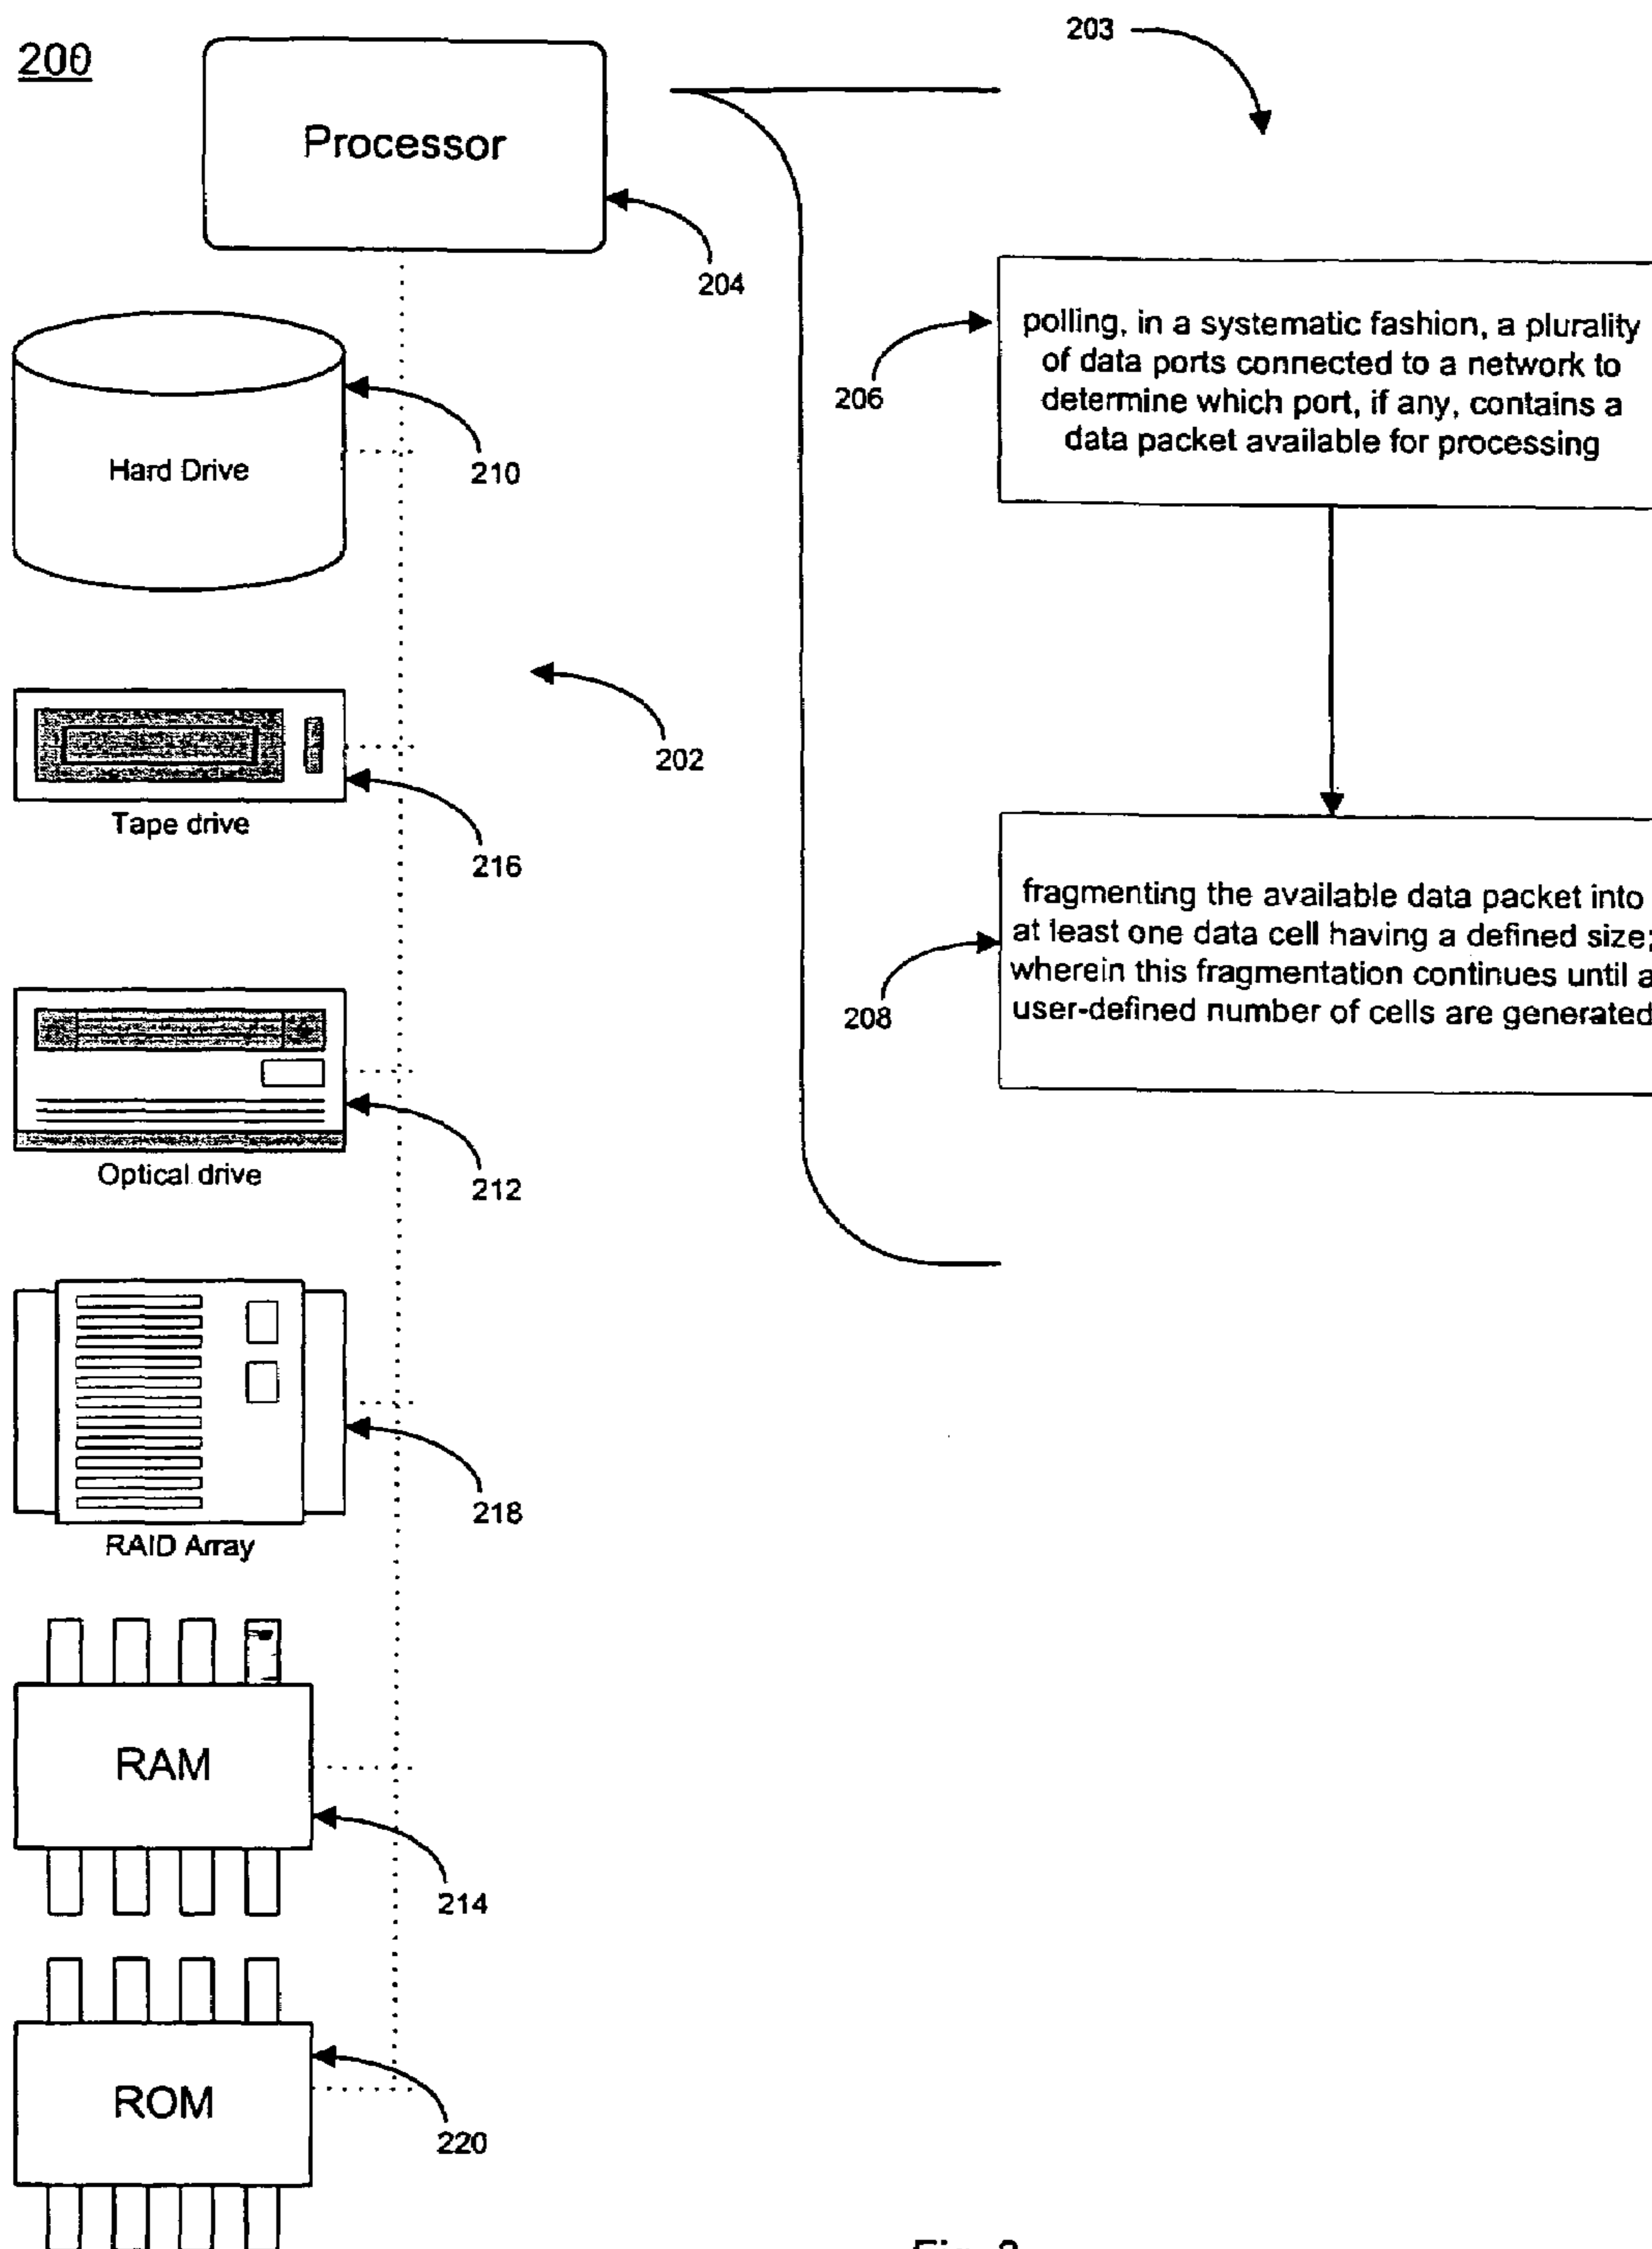 200
203
Processor
204
polling, in a systematic fashion, a plurality
of data ports connected to a network to
determine which port, if any, contains a
data packet available for processing
206
Hard Drive
210
202
Tape drive
216
fragmenting the available data packet into
at least one data cell having a defined size;
wherein this fragmentation continues until a
user-defined number of cells are generated
208
Optical drive
212
218
RAID Array
RAM
214
ROM
220